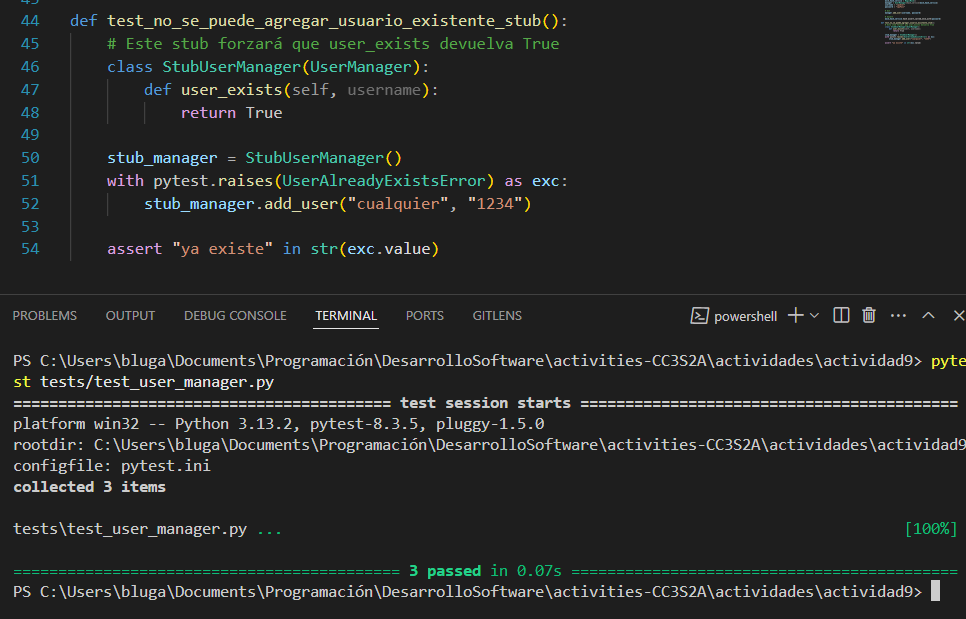 44 def test_no_se_puede_agregar_usuario_existente_stub():
45     # Este stub forzará que user_exists devuelva True
46     class StubUserManager(UserManager):
47         def user_exists(self, username):
48             return True
49
50     stub_manager = StubUserManager()
51     with pytest.raises(UserAlreadyExistsError) as exc:
52         stub_manager.add_user("cualquier", "1234")
53
54     assert "ya existe" in str(exc.value)
PROBLEMS OUTPUT DEBUG CONSOLE TERMINAL PORTS GITLENS powershell
PS C:\Users\bluga\Documents\Programación\DesarrolloSoftware\activities-CC3S2A\actividades\actividad9> pyte
st tests/test_user_manager.py
========================================== test session starts ==========================================
platform win32 -- Python 3.13.2, pytest-8.3.5, pluggy-1.5.0
rootdir: C:\Users\bluga\Documents\Programación\DesarrolloSoftware\activities-CC3S2A\actividades\actividad9
configfile: pytest.ini
collected 3 items
tests\test_user_manager.py ... [100%]
=========================================== 3 passed in 0.07s ===========================================
PS C:\Users\bluga\Documents\Programación\DesarrolloSoftware\activities-CC3S2A\actividades\actividad9>